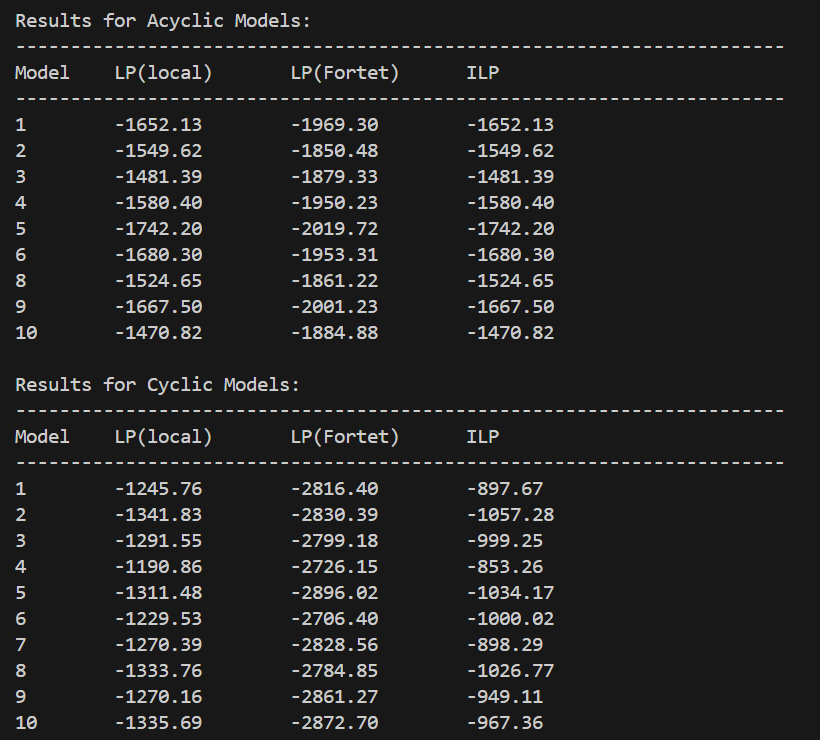 Results for Acyclic Models:
----------------------------------------------------------------------
Model    LP(local)       LP(Fortet)      ILP
----------------------------------------------------------------------
1        -1652.13        -1969.30        -1652.13
2        -1549.62        -1850.48        -1549.62
3        -1481.39        -1879.33        -1481.39
4        -1580.40        -1950.23        -1580.40
5        -1742.20        -2019.72        -1742.20
6        -1680.30        -1953.31        -1680.30
8        -1524.65        -1861.22        -1524.65
9        -1667.50        -2001.23        -1667.50
10       -1470.82        -1884.88        -1470.82

Results for Cyclic Models:
----------------------------------------------------------------------
Model    LP(local)       LP(Fortet)      ILP
----------------------------------------------------------------------
1        -1245.76        -2816.40        -897.67
2        -1341.83        -2830.39        -1057.28
3        -1291.55        -2799.18        -999.25
4        -1190.86        -2726.15        -853.26
5        -1311.48        -2896.02        -1034.17
6        -1229.53        -2706.40        -1000.02
7        -1270.39        -2828.56        -898.29
8        -1333.76        -2784.85        -1026.77
9        -1270.16        -2861.27        -949.11
10       -1335.69        -2872.70        -967.36